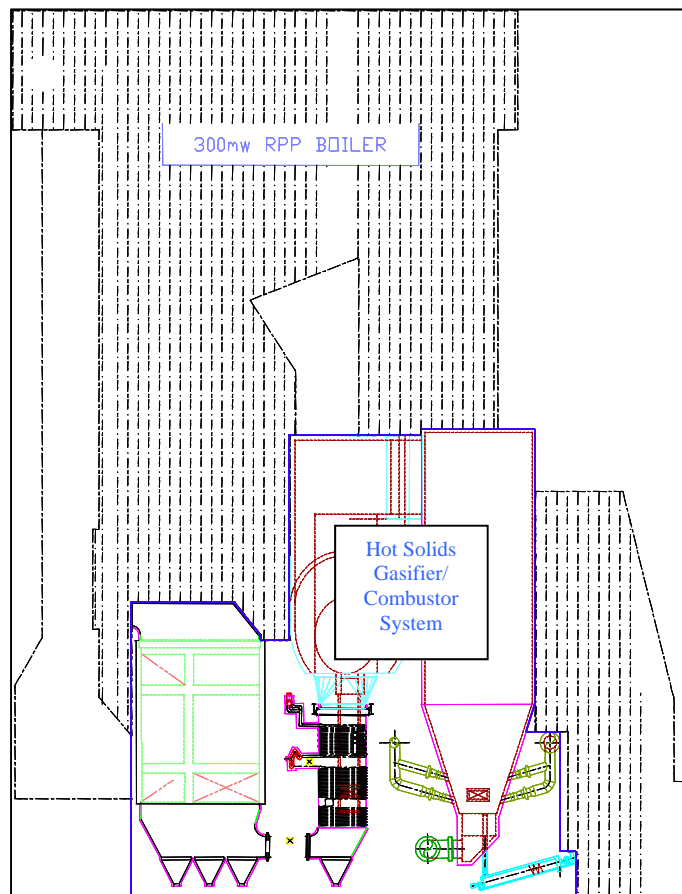 300mw RPP BOILER
Hot Solids
Gasifier/
Combustor
System